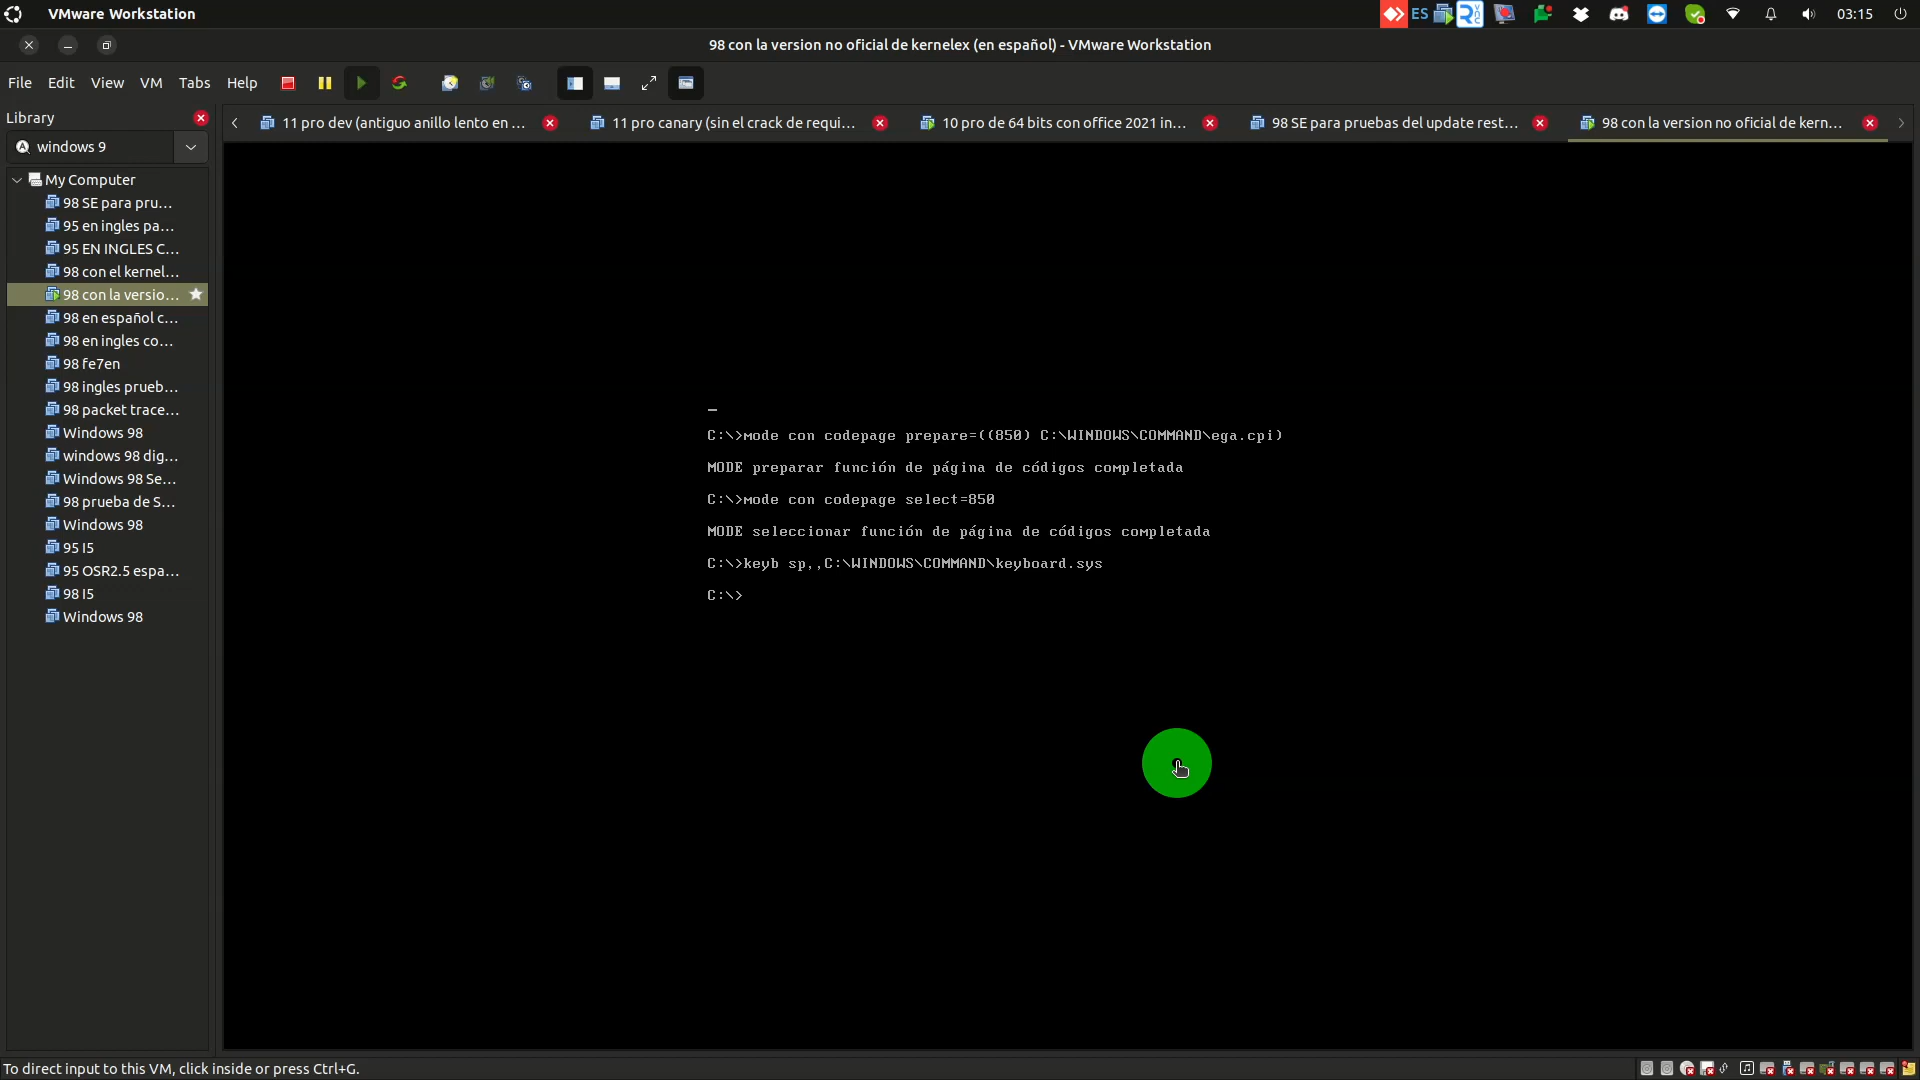 VMware Workstation
ES
03:15
98 con la version no oficial de kernelex (en español) - VMware Workstation
File Edit View VM Tabs Help
Library
windows 9
11 pro dev (antiguo anillo lento en ...
11 pro canary (sin el crack de requi...
10 pro de 64 bits con office 2021 in...
98 SE para pruebas del update rest...
98 con la version no oficial de kern...
My Computer
98 SE para pru...
95 en ingles pa...
95 EN INGLES C...
98 con el kernel...
98 con la versio...
98 en español c...
98 en ingles co...
98 fe7en
98 ingles prueb...
98 packet trace...
Windows 98
windows 98 dig...
Windows 98 Se...
98 prueba de S...
Windows 98
95 I5
95 OSR2.5 espa...
98 I5
Windows 98
C:\>mode con codepage prepare=((850) C:\WINDOWS\COMMAND\ega.cpi)
MODE preparar función de página de códigos completada
C:\>mode con codepage select=850
MODE seleccionar función de página de códigos completada
C:\>keyb sp,,C:\WINDOWS\COMMAND\keyboard.sys
C:\>
To direct input to this VM, click inside or press Ctrl+G.